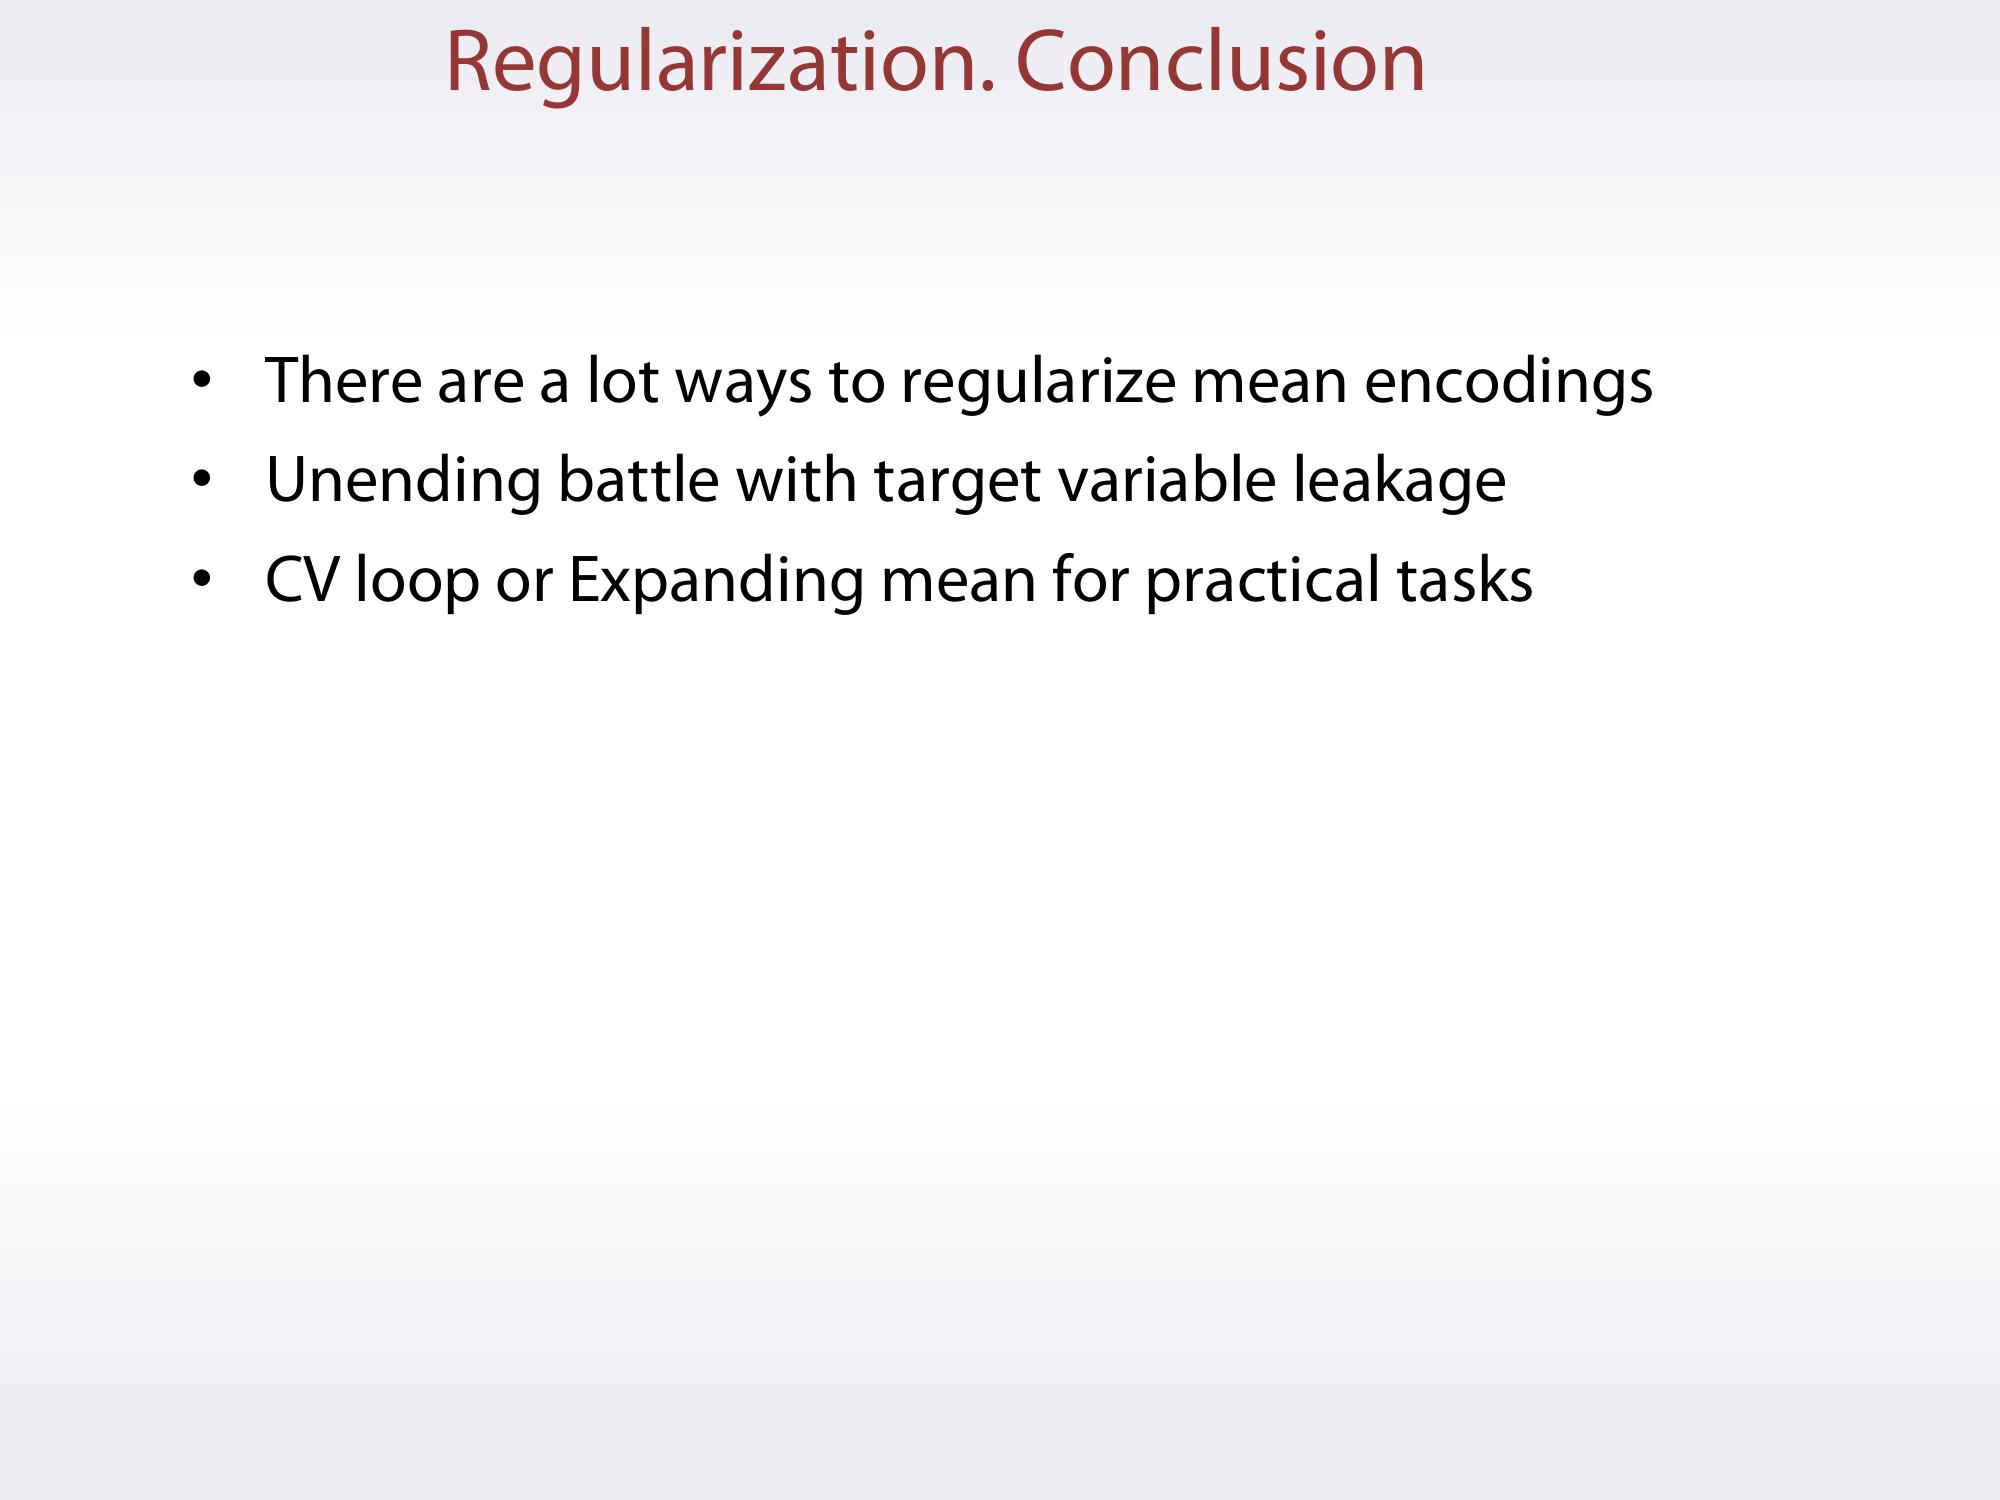 Regularization. Conclusion
• There are a lot ways to regularize mean encodings
• Unending battle with target variable leakage
• CV loop or Expanding mean for practical tasks